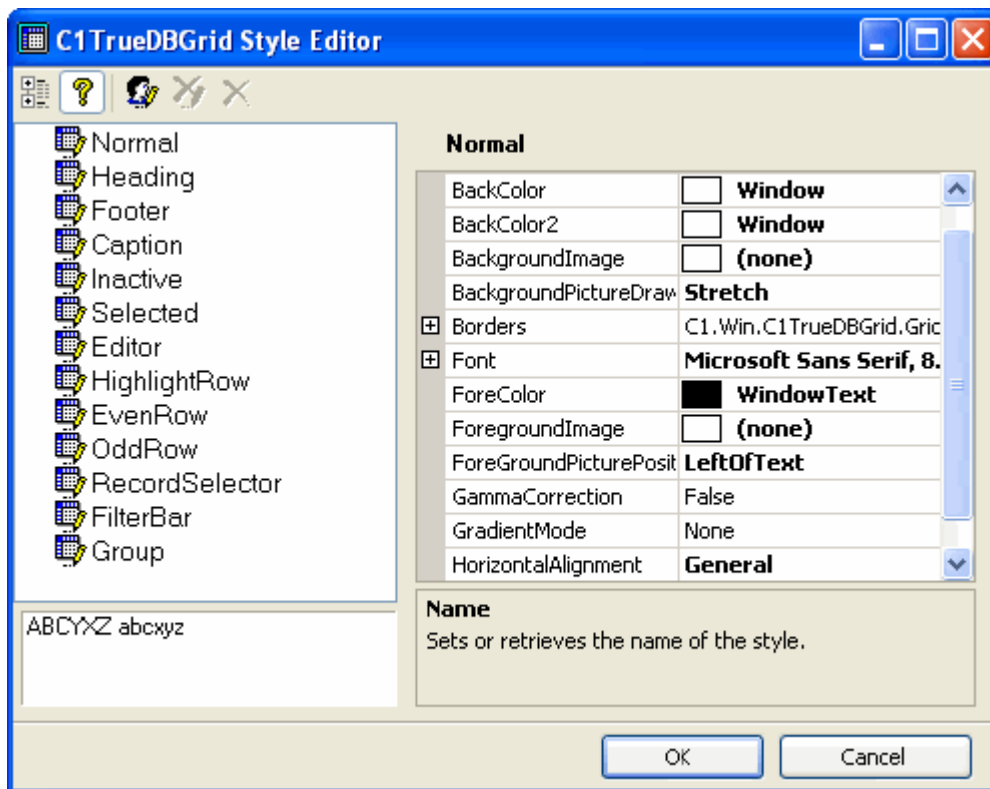 C1TrueDBGrid Style Editor
Normal
Heading
Footer
Caption
Inactive
Selected
Editor
HighlightRow
EvenRow
OddRow
RecordSelector
FilterBar
Group
ABCYXZ abcxyz
Normal
BackColor Window
BackColor2 Window
BackgroundImage (none)
BackgroundPictureDraw Stretch
Borders C1.Win.C1TrueDBGrid.Gric
Font Microsoft Sans Serif, 8.
ForeColor WindowText
ForegroundImage (none)
ForeGroundPicturePosit LeftOfText
GammaCorrection False
GradientMode None
HorizontalAlignment General
Name
Sets or retrieves the name of the style.
OK Cancel